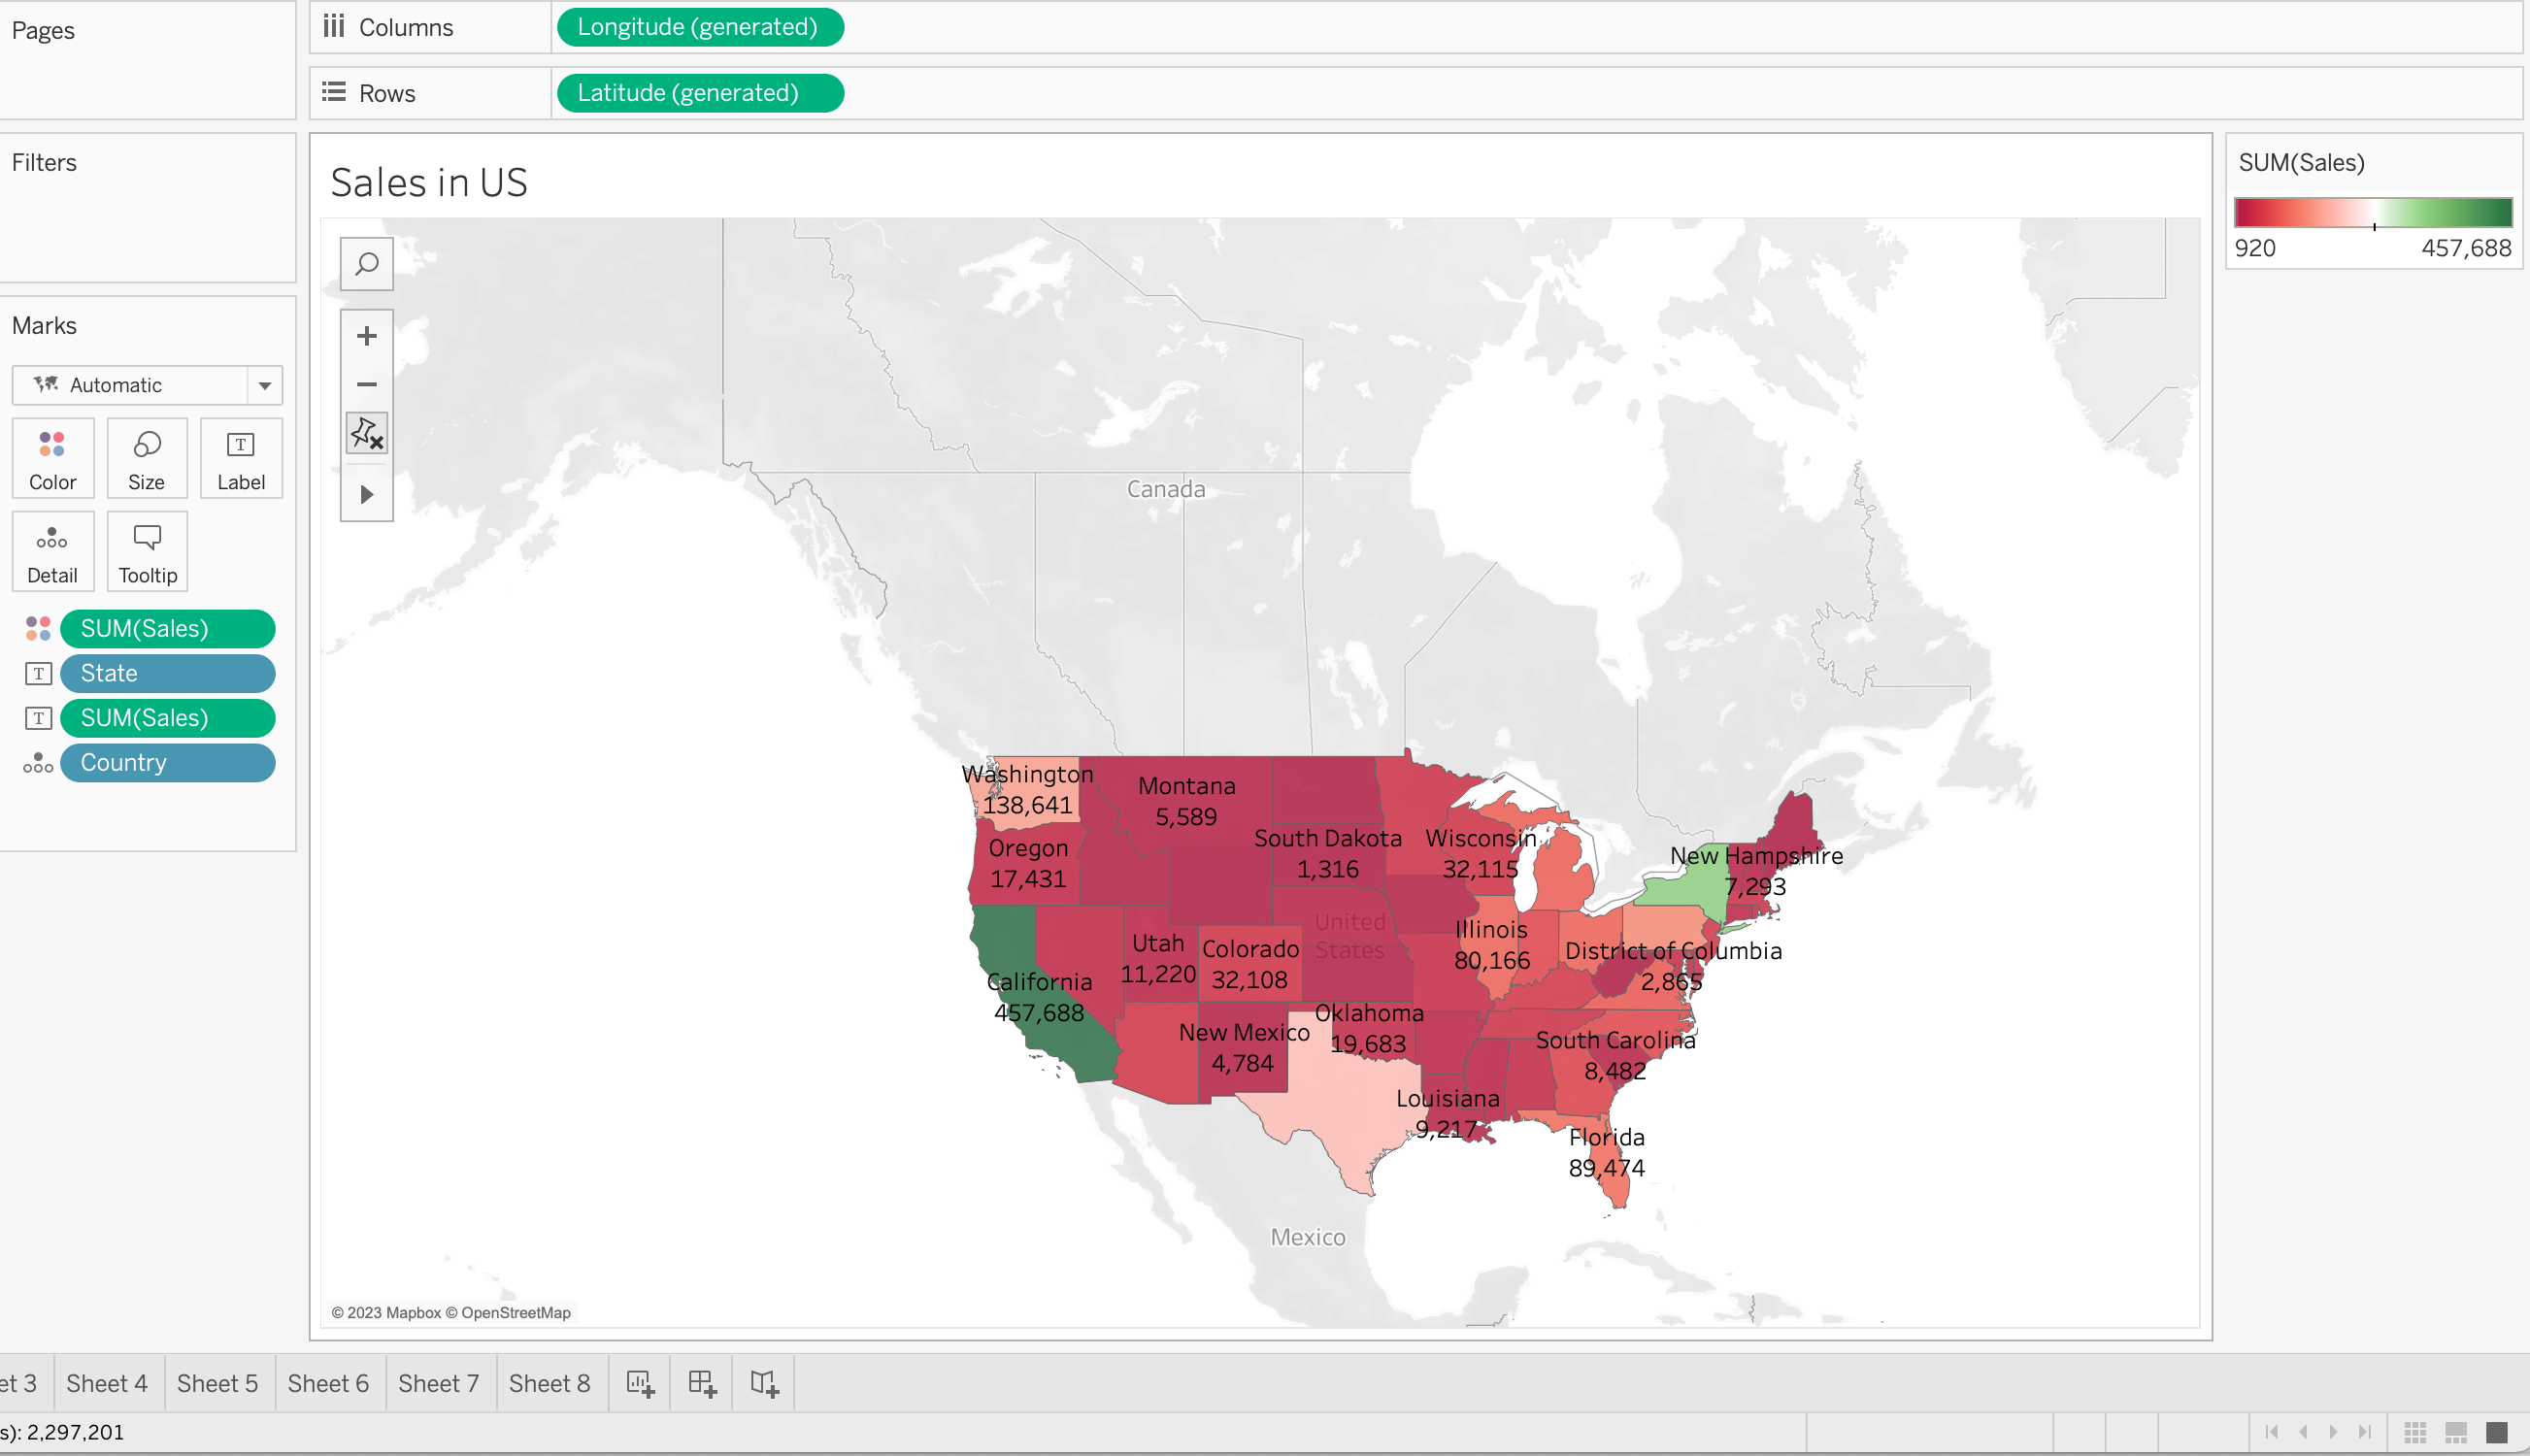 Pages
Columns
Longitude (generated)
Rows
Latitude (generated)
Filters
Marks
Automatic
Color
Size
Label
Detail
Tooltip
SUM(Sales)
T State
T SUM(Sales)
Country
Sales in US
Canada
Washington
138,641
Montana
5,589
Oregon
17,431
South Dakota
1,316
Wisconsin
32,115
New Hampshire
7,293
United
States
Utah
11,220
Colorado
32,108
Illinois
80,166
District of Columbia
2,865
California
457,688
New Mexico
4,784
Oklahoma
19,683
South Carolina
8,482
Louisiana
9,217
Florida
89,474
Mexico
© 2023 Mapbox © OpenStreetMap
SUM(Sales)
920 457,688
et 3 Sheet 4 Sheet 5 Sheet 6 Sheet 7 Sheet 8
s): 2,297,201